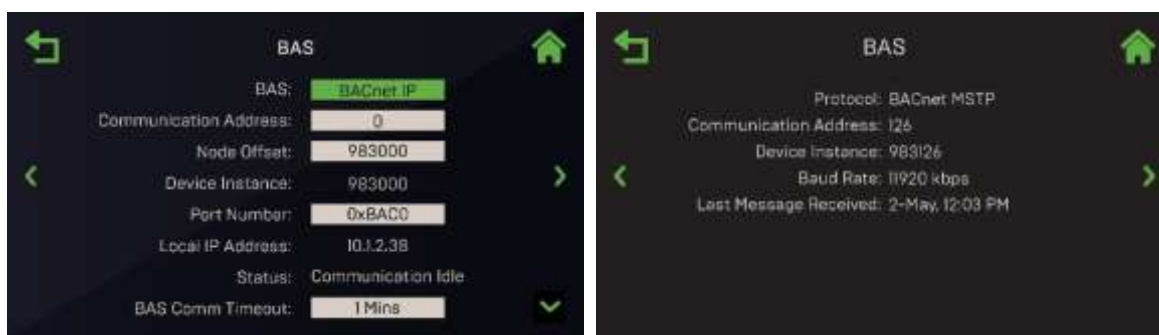 BAS
BAS: BACnet IP
Communication Address: 0
Node Offset: 983000
Device Instance: 983000
Port Number: 0xBAC0
Local IP Address: 10.1.2.38
Status: Communication Idle
BAS Comm Timeout: 1 Mins
BAS
Protocol: BACnet MSTP
Communication Address: 126
Device Instance: 983126
Baud Rate: 11920 kbps
Last Message Received: 2-May, 12:03 PM